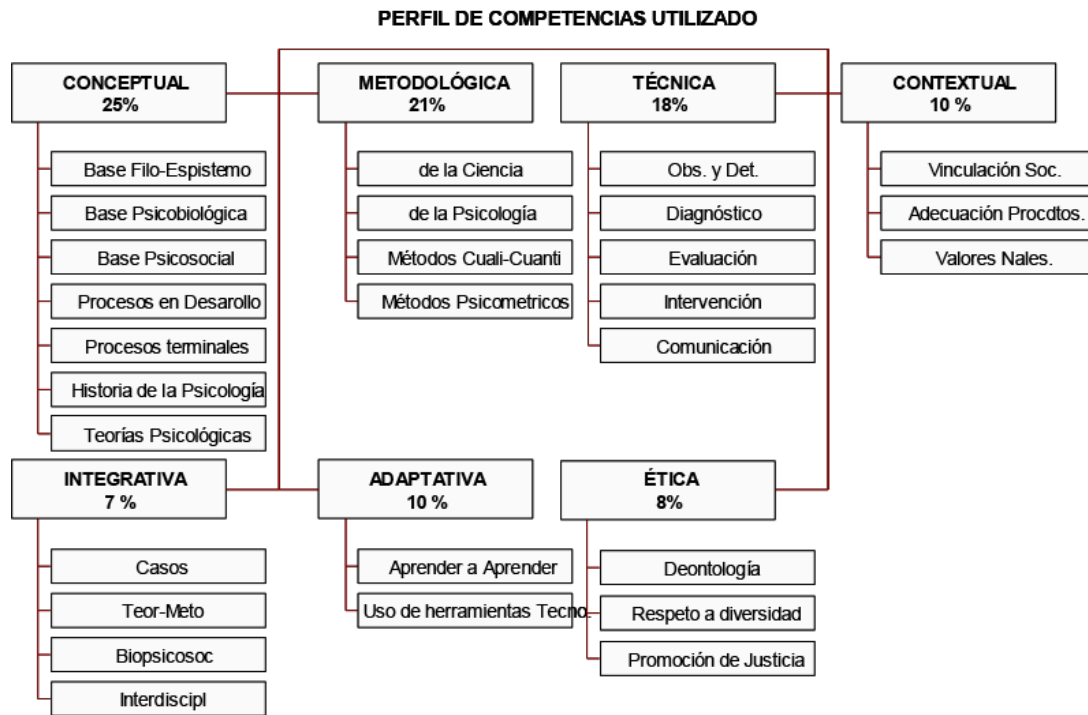 PERFIL DE COMPETENCIAS UTILIZADO
CONCEPTUAL
25%
Base Filo-Espistemo
Base Psicobiológica
Base Psicosocial
Procesos en Desarollo
Procesos terminales
Historia de la Psicología
Teorías Psicológicas
METODOLÓGICA
21%
de la Ciencia
de la Psicología
Métodos Cuali-Cuanti
Métodos Psicometricos
TÉCNICA
18%
Obs. y Det.
Diagnóstico
Evaluación
Intervención
Comunicación
CONTEXTUAL
10 %
Vinculación Soc.
Adecuación Procdtos.
Valores Nales.
INTEGRATIVA
7 %
Casos
Teor-Meto
Biopsicosoc
Interdiscipl
ADAPTATIVA
10 %
Aprender a Aprender
Uso de herramientas Tecno.
ÉTICA
8%
Deontología
Respeto a diversidad
Promoción de Justicia